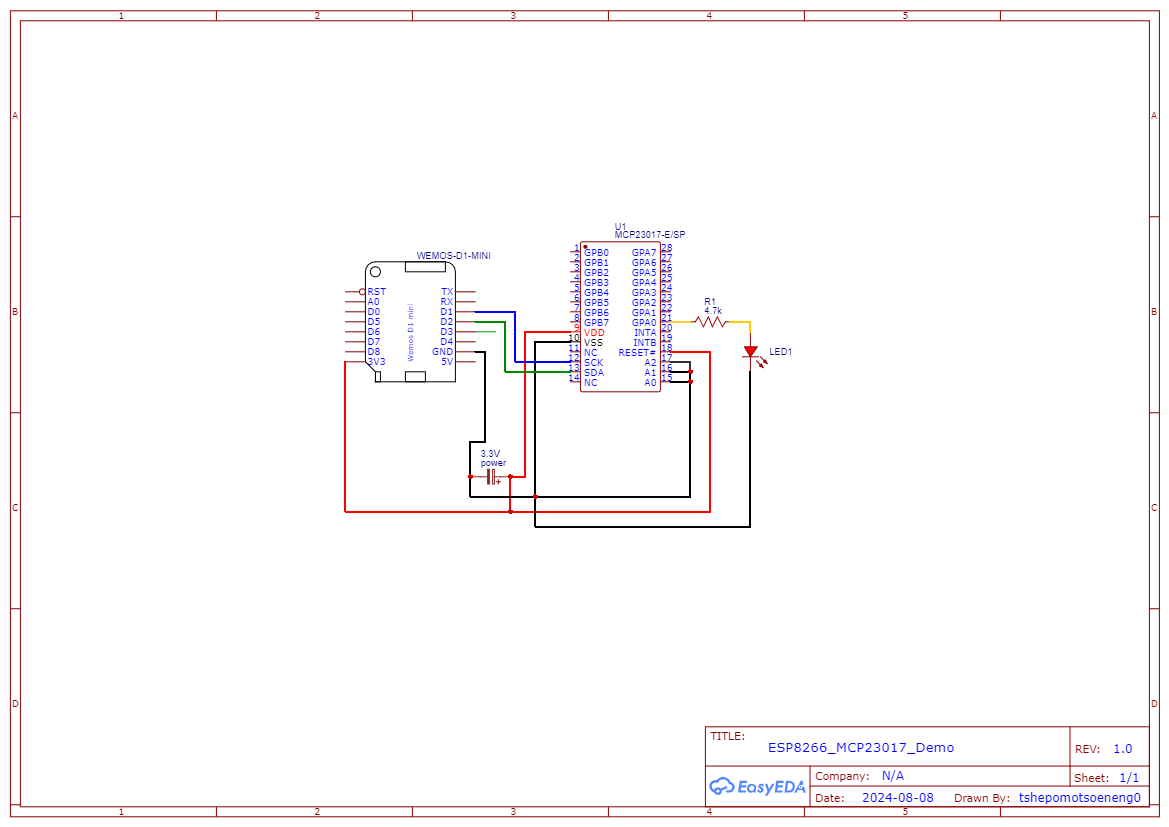 1 2 3 4 5
A A
B B
C C
D D
1 2 3 4 5
WEMOS-D1-MINI
RST TX
A0 RX
D0 D1
D5 D2
D6 D3
D7 D4
D8 GND
3V3 5V
Wemos D1 mini
U1
MCP23017-E/SP
1 GPB0 GPA7 28
2 GPB1 GPA6 27
3 GPB2 GPA5 26
4 GPB3 GPA4 25
5 GPB4 GPA3 24
6 GPB5 GPA2 23
7 GPB6 GPA1 22
8 GPB7 GPA0 21
9 VDD INTA 20
10 VSS INTB 19
11 NC RESET# 18
12 SCK A2 17
13 SDA A1 16
14 NC A0 15
R1
4.7k
LED1
3.3V
power
+
TITLE:
ESP8266_MCP23017_Demo
REV: 1.0
EasyEDA
Company: N/A
Sheet: 1/1
Date: 2024-08-08 Drawn By: tshepomotsoeneng0